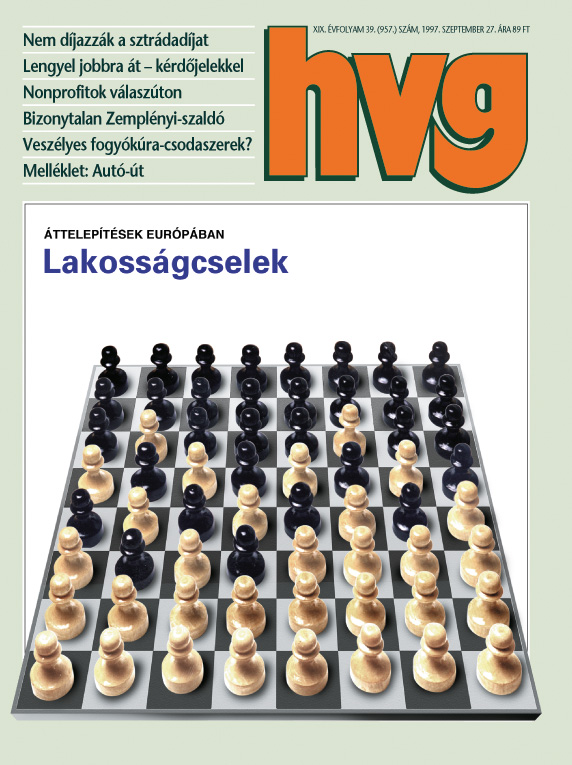 Nem díjazzák a sztrádadíjat
Lengyel jobbra át – kérdőjelekkel
Nonprofitok válaszúton
Bizonytalan Zemplényi-szaldó
Veszélyes fogyókúra-csodaszerek?
Melléklet: Autó-út
XIX. ÉVFOLYAM 39. (957.) SZÁM, 1997. SZEPTEMBER 27. ÁRA 89 FT
hvg
ÁTTELEPÍTÉSEK EURÓPÁBAN
Lakosságcselek